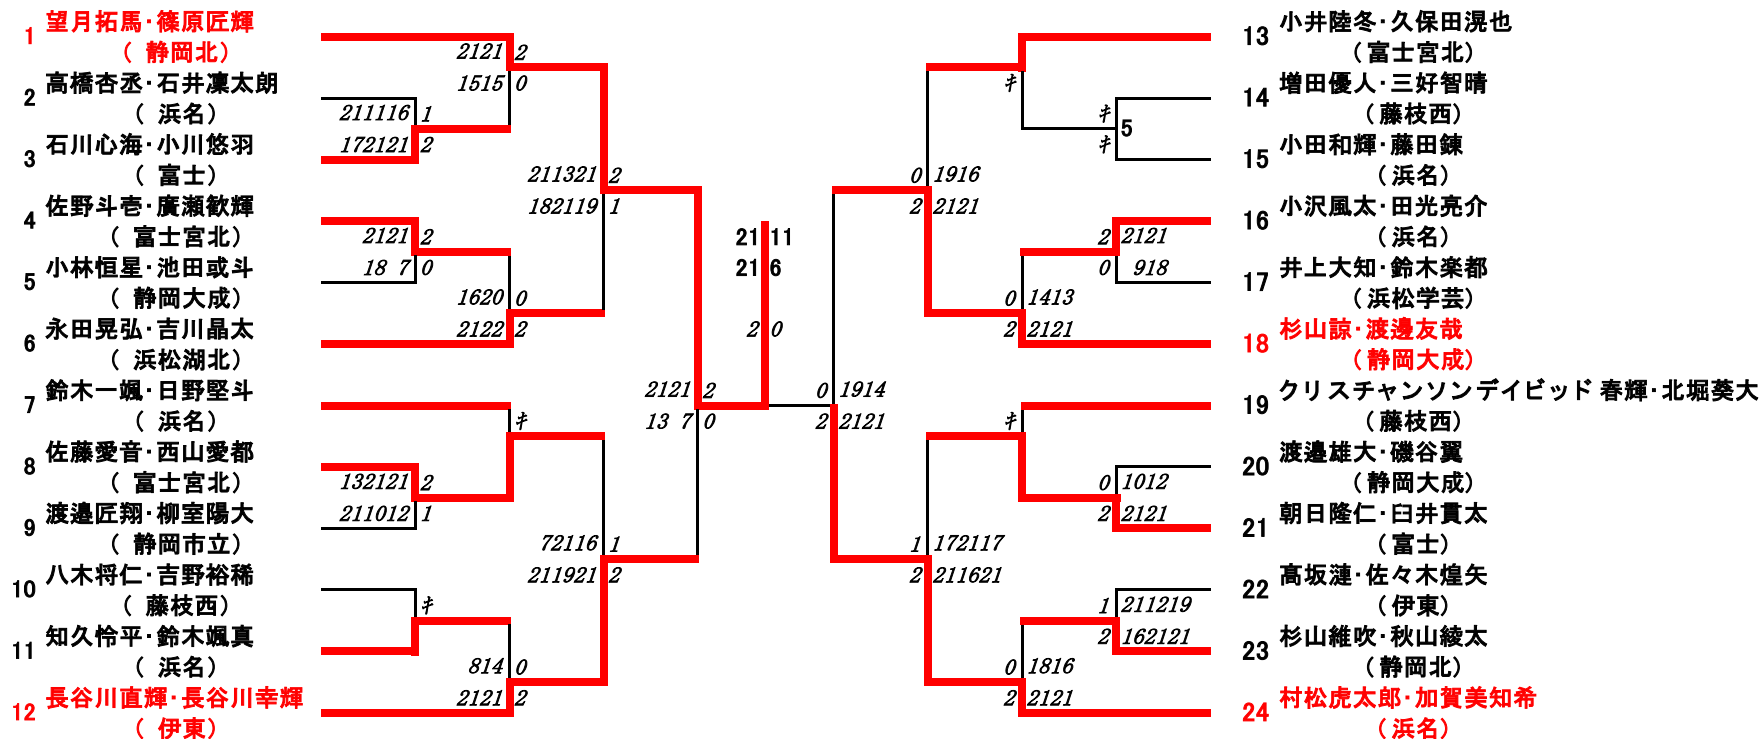 1 望月拓馬・篠原匠輝
( 静岡北)
2 高橋杏丞・石井凜太朗
( 浜名)
3 石川心海・小川悠羽
( 富士)
4 佐野斗壱・廣瀬歓輝
( 富士宮北)
5 小林恒星・池田或斗
( 静岡大成)
6 永田晃弘・吉川晶太
( 浜松湖北)
7 鈴木一颯・日野堅斗
( 浜名)
8 佐藤愛音・西山愛都
( 富士宮北)
9 渡邉匠翔・柳室陽大
( 静岡市立)
10 八木将仁・吉野裕稀
( 藤枝西)
11 知久怜平・鈴木颯真
( 浜名)
12 長谷川直輝・長谷川幸輝
( 伊東)
2121 2
1515 0
211116 1
172121 2
211321 2
182119 1
2121 2
18 7 0
1620 0
2122 2
2121 2
13 7 0
キ
132121 2
211012 1
72116 1
211921 2
キ
814 0
2121 2
21 11
21 6
2 0
0 1914
2 2121
キ
キ
5
キ
0 1916
2 2121
2 2121
0 918
0 1413
2 2121
キ
0 1012
2 2121
1 172117
2 211621
1 211219
2 162121
0 1816
2 2121
13 小井陸冬・久保田滉也
(富士宮北)
14 増田優人・三好智晴
(藤枝西)
15 小田和輝・藤田錬
(浜名)
16 小沢風太・田光亮介
(浜名)
17 井上大知・鈴木楽都
(浜松学芸)
18 杉山諒・渡邊友哉
(静岡大成)
19 クリスチャンソンデイビッド 春輝・北堀葵大
(藤枝西)
20 渡邉雄大・磯谷翼
(静岡大成)
21 朝日隆仁・臼井貫太
(富士)
22 髙坂漣・佐々木煌矢
(伊東)
23 杉山維吹・秋山綾太
(静岡北)
24 村松虎太郎・加賀美知希
(浜名)